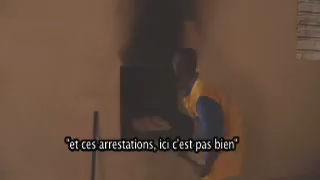 "et ces arrestations, ici c'est pas bien"